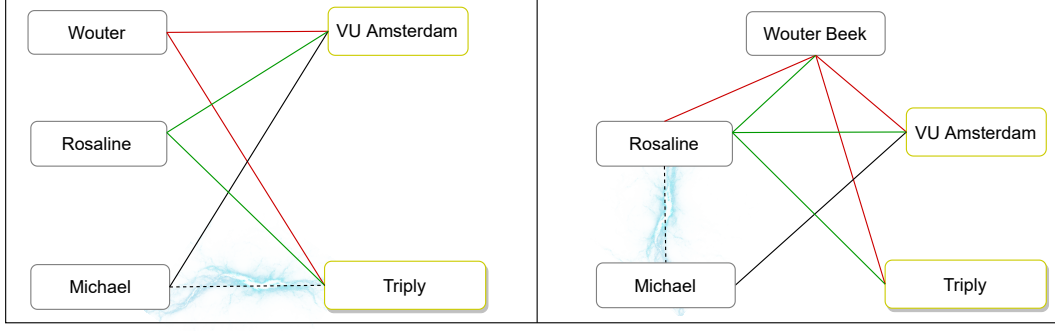 Wouter
VU Amsterdam
Rosaline
Michael
Triply
Wouter Beek
VU Amsterdam
Rosaline
Michael
Triply